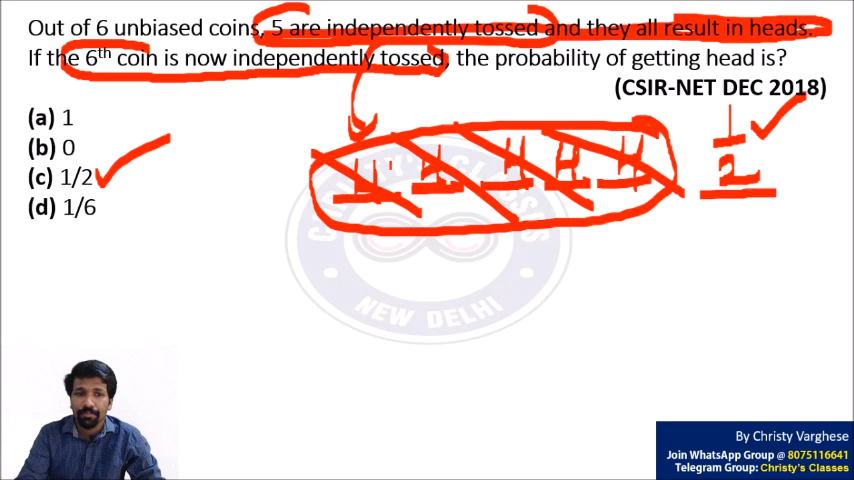 Out of 6 unbiased coins, 5 are independently tossed and they all result in heads.
If the 6th coin is now independently tossed, the probability of getting head is?
(CSIR-NET DEC 2018)
(a) 1
(b) 0
(c) 1/2
(d) 1/6
H H H H H
1
2
CHRISTY'S CLASSES
NEW DELHI
By Christy Varghese
Join WhatsApp Group @ 8075116641
Telegram Group: Christy's Classes